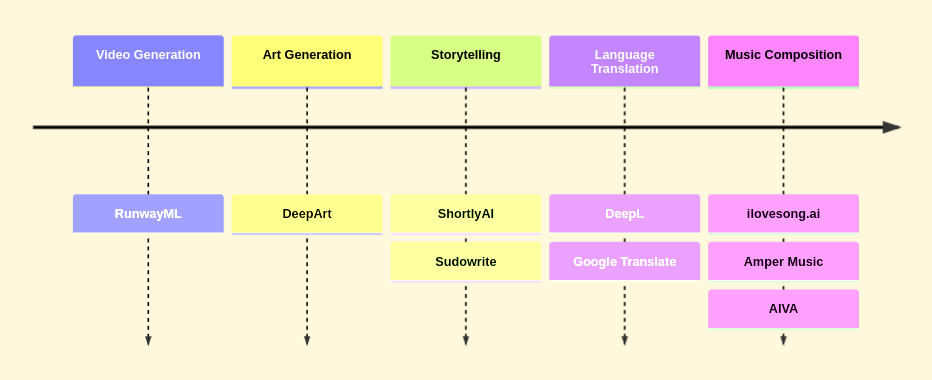 Video Generation
Art Generation
Storytelling
Language
Translation
Music Composition
RunwayML
DeepArt
ShortlyAI
DeepL
ilovesong.ai
Sudowrite
Google Translate
Amper Music
AIVA